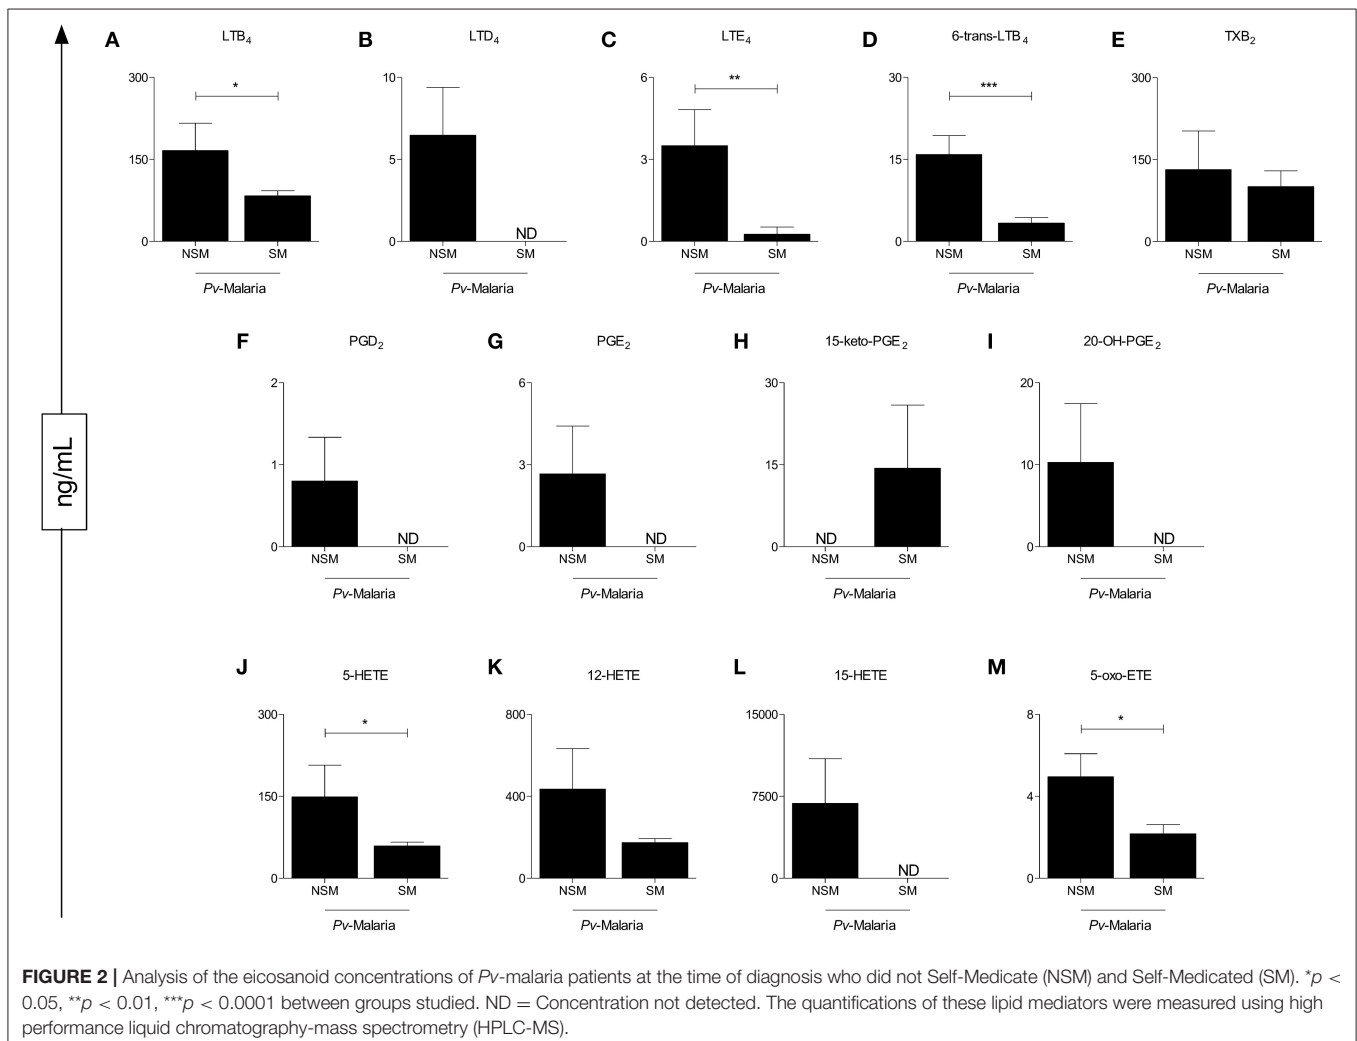 A LTB4 B LTD4 C LTE4 D 6-trans-LTB4 E TXB2
300
*
150
0
NSM SM
Pv-Malaria
10
5
ND
0
NSM SM
Pv-Malaria
6
**
3
0
NSM SM
Pv-Malaria
30
***
15
0
NSM SM
Pv-Malaria
300
150
0
NSM SM
Pv-Malaria
ng/mL
F PGD2 G PGE2 H 15-keto-PGE2 I 20-OH-PGE2
2
1
ND
0
NSM SM
Pv-Malaria
6
3
ND
0
NSM SM
Pv-Malaria
30
15
ND
0
NSM SM
Pv-Malaria
20
10
ND
0
NSM SM
Pv-Malaria
J 5-HETE K 12-HETE L 15-HETE M 5-oxo-ETE
300
*
150
0
NSM SM
Pv-Malaria
800
400
0
NSM SM
Pv-Malaria
15000
7500
ND
0
NSM SM
Pv-Malaria
8
*
4
0
NSM SM
Pv-Malaria
FIGURE 2 | Analysis of the eicosanoid concentrations of Pv-malaria patients at the time of diagnosis who did not Self-Medicate (NSM) and Self-Medicated (SM). *p <
0.05, **p < 0.01, ***p < 0.0001 between groups studied. ND = Concentration not detected. The quantifications of these lipid mediators were measured using high
performance liquid chromatography-mass spectrometry (HPLC-MS).